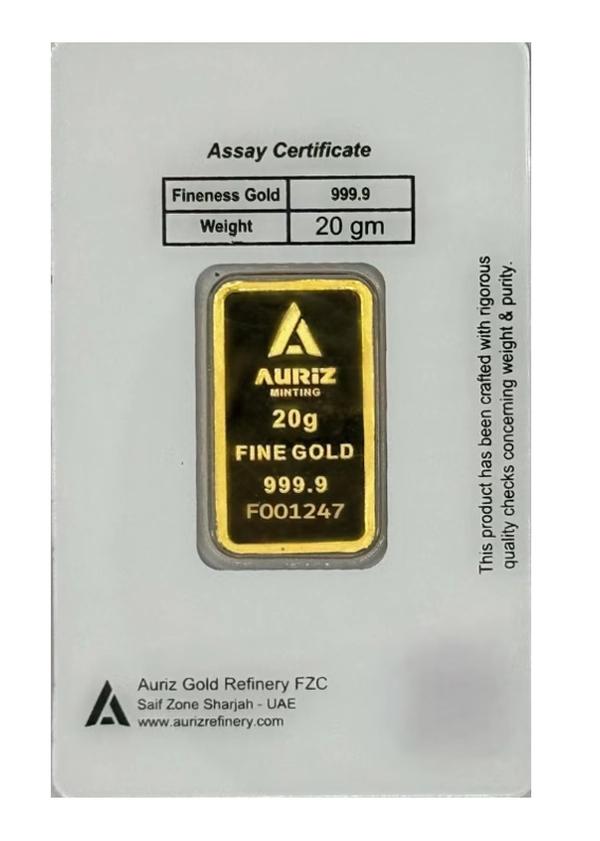 Assay Certificate
Fineness Gold 999.9
Weight 20 gm
AURiZ
MINTING
20g
FINE GOLD
999.9
F001247
This product has been crafted with rigorous
quality checks concerning weight & purity.
Auriz Gold Refinery FZC
Saif Zone Sharjah - UAE
www.aurizrefinery.com